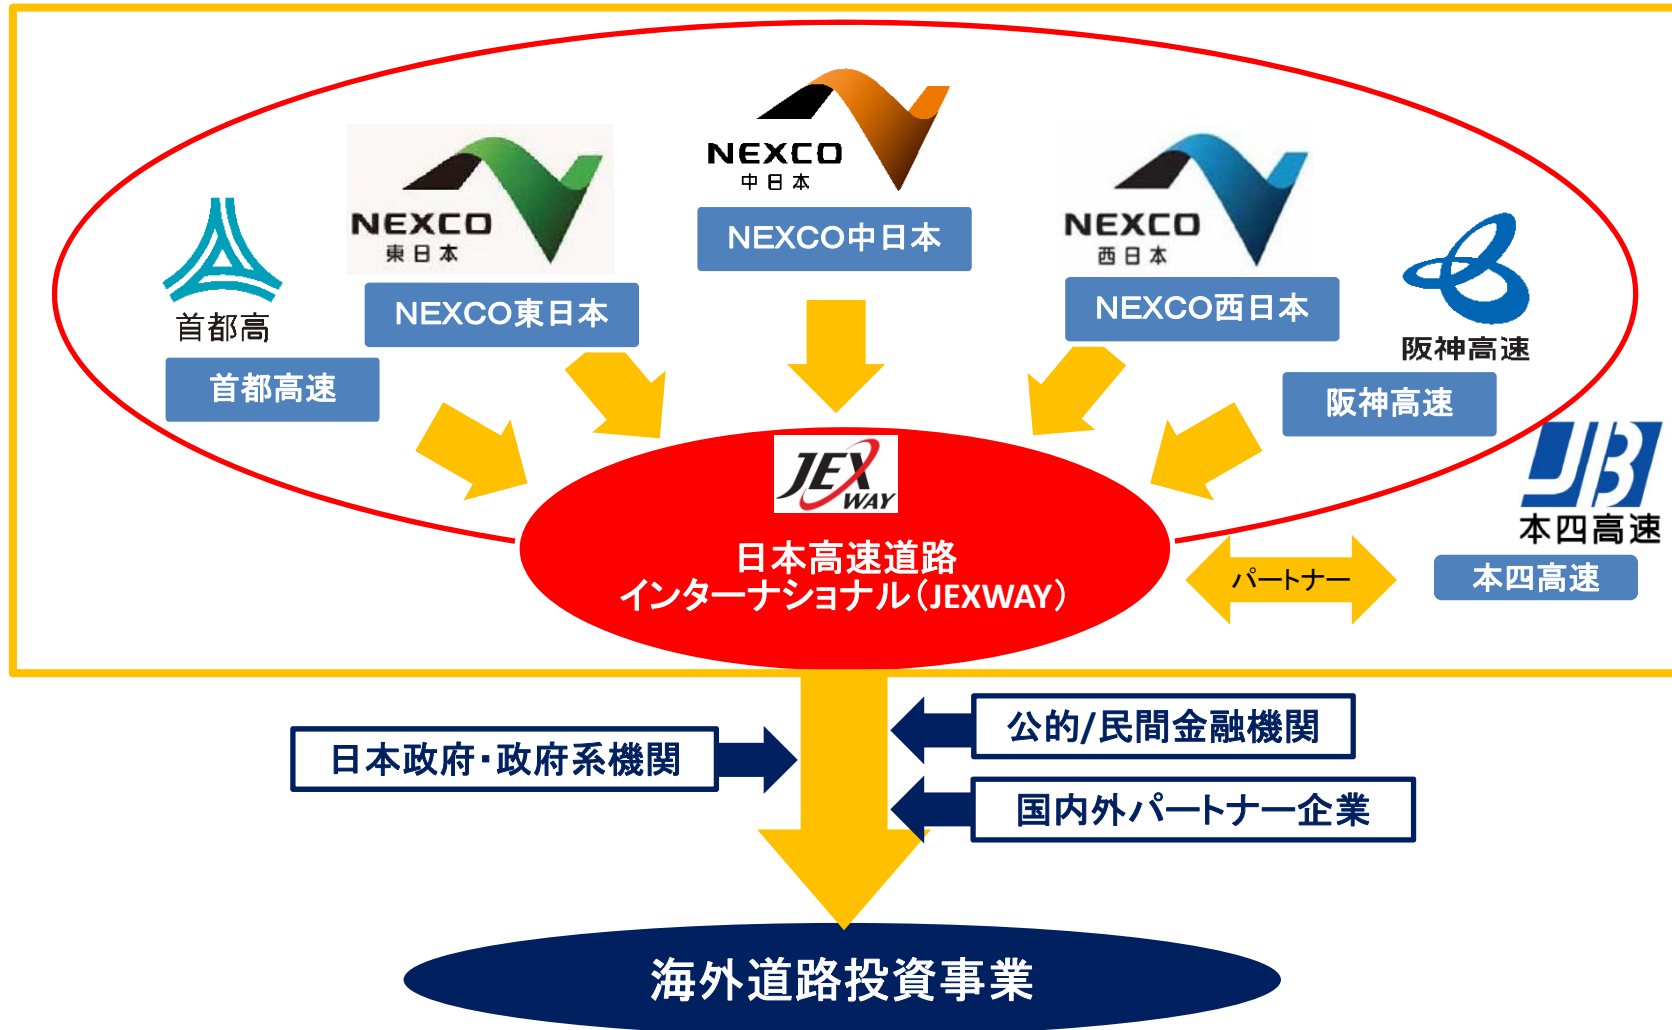 NEXCO
中日本
NEXCO中日本
NEXCO
東日本
NEXCO東日本
NEXCO
西日本
NEXCO西日本
首都高
首都高速
阪神高速
阪神高速
JB
本四高速
本四高速
JEX
WAY
日本高速道路
インターナショナル（JEXWAY）
パートナー
日本政府・政府系機関
公的/民間金融機関
国内外パートナー企業
海外道路投資事業